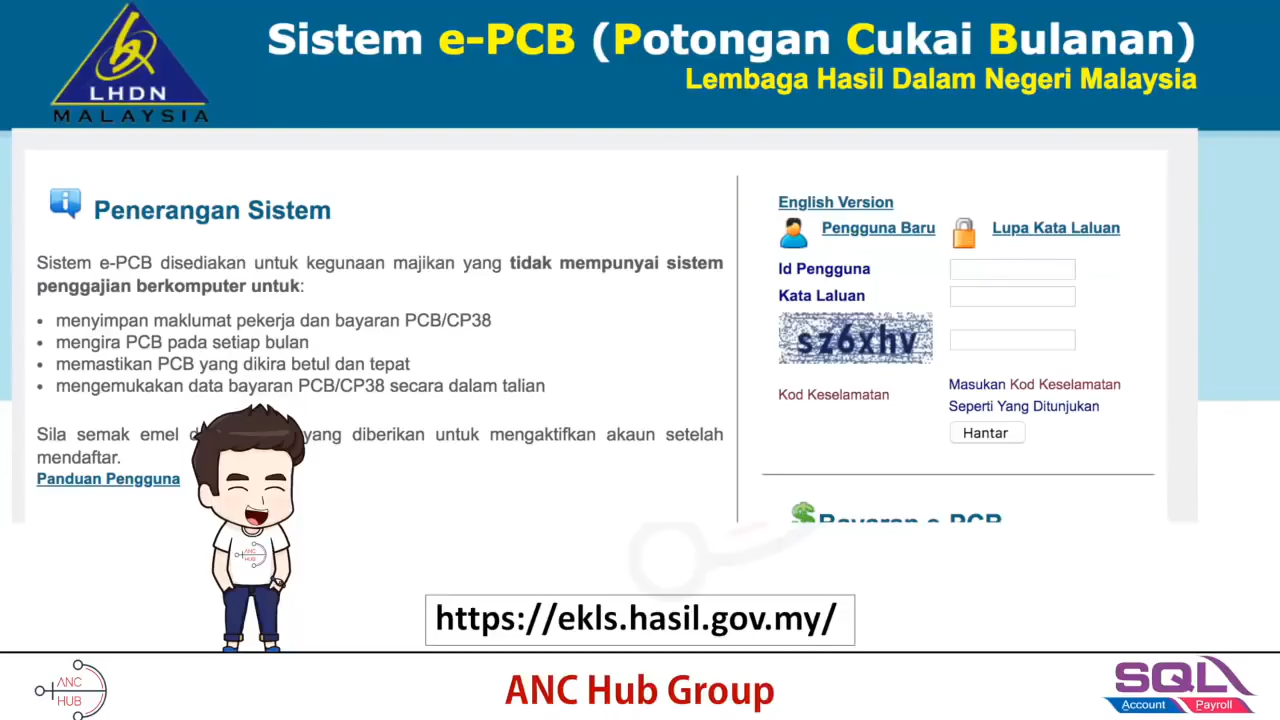 LHDN
MALAYSIA
Sistem e-PCB (Potongan Cukai Bulanan)
Lembaga Hasil Dalam Negeri Malaysia
Penerangan Sistem
Sistem e-PCB disediakan untuk kegunaan majikan yang tidak mempunyai sistem
penggajian berkomputer untuk:
• menyimpan maklumat pekerja dan bayaran PCB/CP38
• mengira PCB pada setiap bulan
• memastikan PCB yang dikira betul dan tepat
• mengemukakan data bayaran PCB/CP38 secara dalam talian
Sila semak emel yang diberikan untuk mengaktifkan akaun setelah
mendaftar.
Panduan Pengguna
English Version
Pengguna Baru
Lupa Kata Laluan
Id Pengguna
Kata Laluan
sz6xhv
Kod Keselamatan
Masukan Kod Keselamatan
Seperti Yang Ditunjukan
Hantar
Bayaran e-PCB
ANC
HUB
https://ekls.hasil.gov.my/
ANC
HUB
ANC Hub Group
SQL
Account Payroll